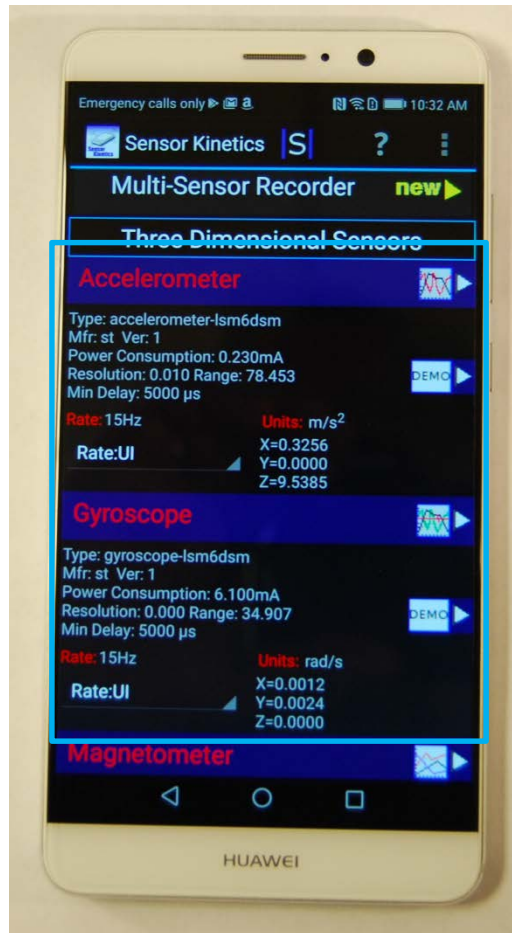 Emergency calls only a 10:32 AM
Sensor Kinetics |S| ?
Multi-Sensor Recorder new
Three Dimensional Sensors
Accelerometer
Type: accelerometer-lsm6dsm
Mfr: st Ver: 1
Power Consumption: 0.230mA
Resolution: 0.010 Range: 78.453
DEMO
Min Delay: 5000 µs
Rate: 15Hz Units: m/s²
Rate:UI
X=0.3256
Y=0.0000
Z=9.5385
Gyroscope
Type: gyroscope-lsm6dsm
Mfr: st Ver: 1
Power Consumption: 6.100mA
Resolution: 0.000 Range: 34.907
DEMO
Min Delay: 5000 µs
Rate: 15Hz Units: rad/s
Rate:UI
X=0.0012
Y=0.0024
Z=0.0000
Magnetometer
HUAWEI